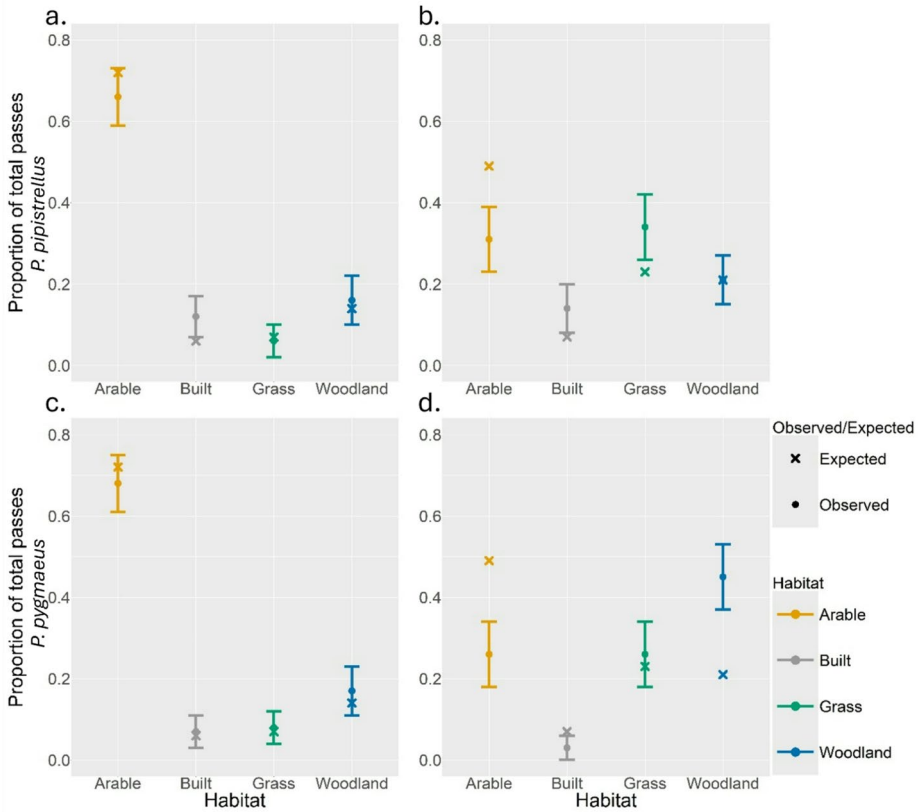 a.
b.
Proportion of total passes
P. pipistrellus
0.8
0.6
0.4
0.2
0.0
Arable Built Grass Woodland
0.8
0.6
0.4
0.2
0.0
Arable Built Grass Woodland
c.
d.
Proportion of total passes
P. pygmaeus
0.8
0.6
0.4
0.2
0.0
Arable Built Grass Woodland
Habitat
0.8
0.6
0.4
0.2
0.0
Arable Built Grass Woodland
Habitat
Observed/Expected
Expected
Observed
Habitat
Arable
Built
Grass
Woodland